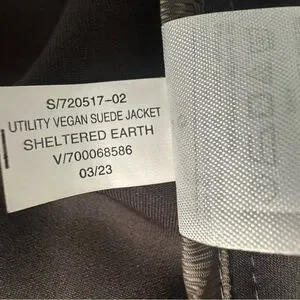 S/720517-02
UTILITY VEGAN SUEDE JACKET
SHELTERED EARTH
V/700068586
03/23